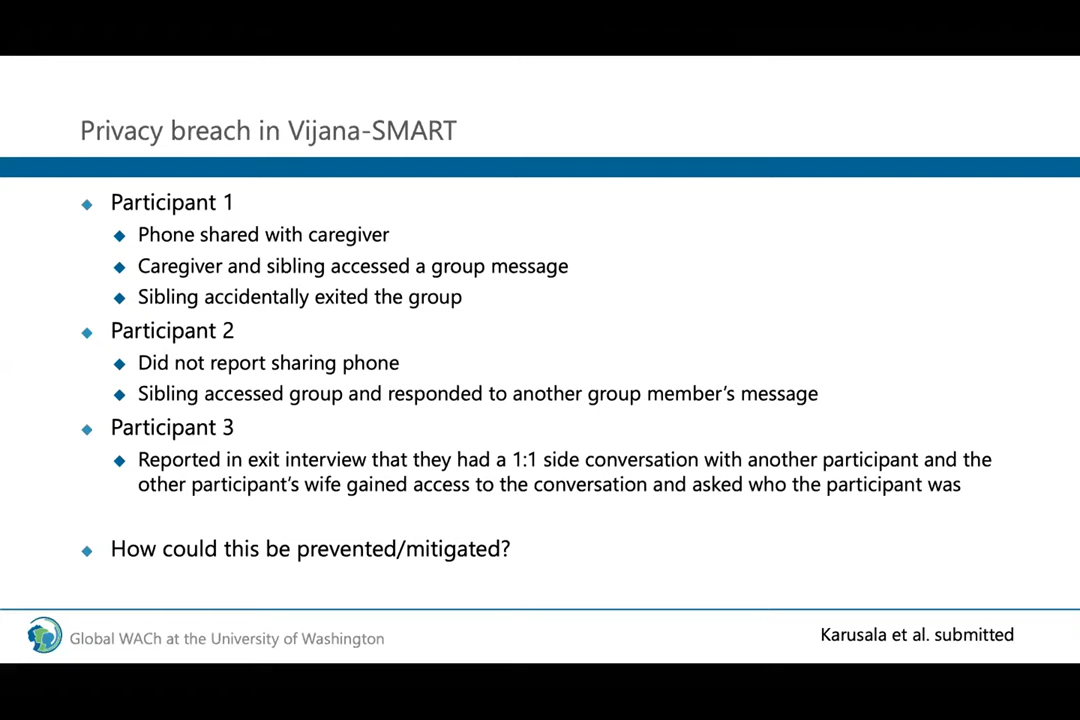 Privacy breach in Vijana-SMART
Participant 1
Phone shared with caregiver
Caregiver and sibling accessed a group message
Sibling accidentally exited the group
Participant 2
Did not report sharing phone
Sibling accessed group and responded to another group member's message
Participant 3
Reported in exit interview that they had a 1:1 side conversation with another participant and the
other participant's wife gained access to the conversation and asked who the participant was
How could this be prevented/mitigated?
Global WACh at the University of Washington
Karusala et al. submitted